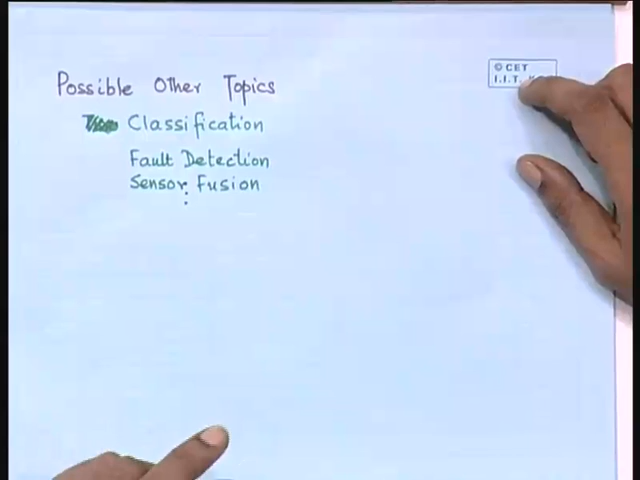 Possible Other Topics
© CET
I.I.T.
Classification
Fault Detection
Sensor Fusion